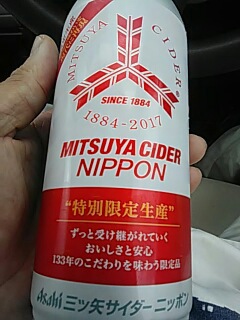 MITSUYA CIDER®
SINCE 1884
1884-2017
MITSUYA CIDER
NIPPON
"特別限定生産"
ずっと受け継がれていく
おいしさと安心
133年のこだわりを味わう限定品
Asahi 三ツ矢サイダーニッポン